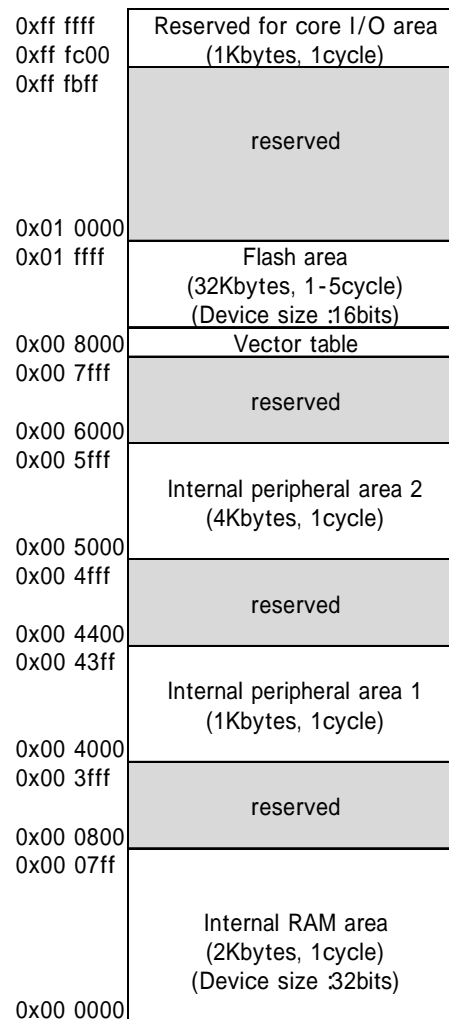 0xff ffff
Reserved for core I/O area
0xff fc00
(1Kbytes, 1cycle)
0xff fbff
reserved
0x01 0000
0x01 ffff
Flash area
(32Kbytes, 1-5cycle)
(Device size :16bits)
0x00 8000
Vector table
0x00 7fff
reserved
0x00 6000
0x00 5fff
Internal peripheral area 2
(4Kbytes, 1cycle)
0x00 5000
0x00 4fff
reserved
0x00 4400
0x00 43ff
Internal peripheral area 1
(1Kbytes, 1cycle)
0x00 4000
0x00 3fff
reserved
0x00 0800
0x00 07ff
Internal RAM area
(2Kbytes, 1cycle)
(Device size :32bits)
0x00 0000